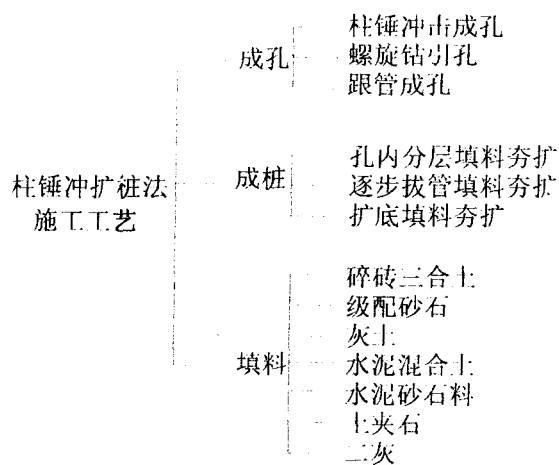 柱锤冲击成孔
成孔
螺旋钻引孔
跟管成孔
孔内分层填料夯扩
柱锤冲扩桩法
成桩
逐步拔管填料夯扩
施工工艺
扩底填料夯扩
碎砖三合土
级配砂石
灰土
填料
水泥混合土
水泥砂石料
土夹石
二灰